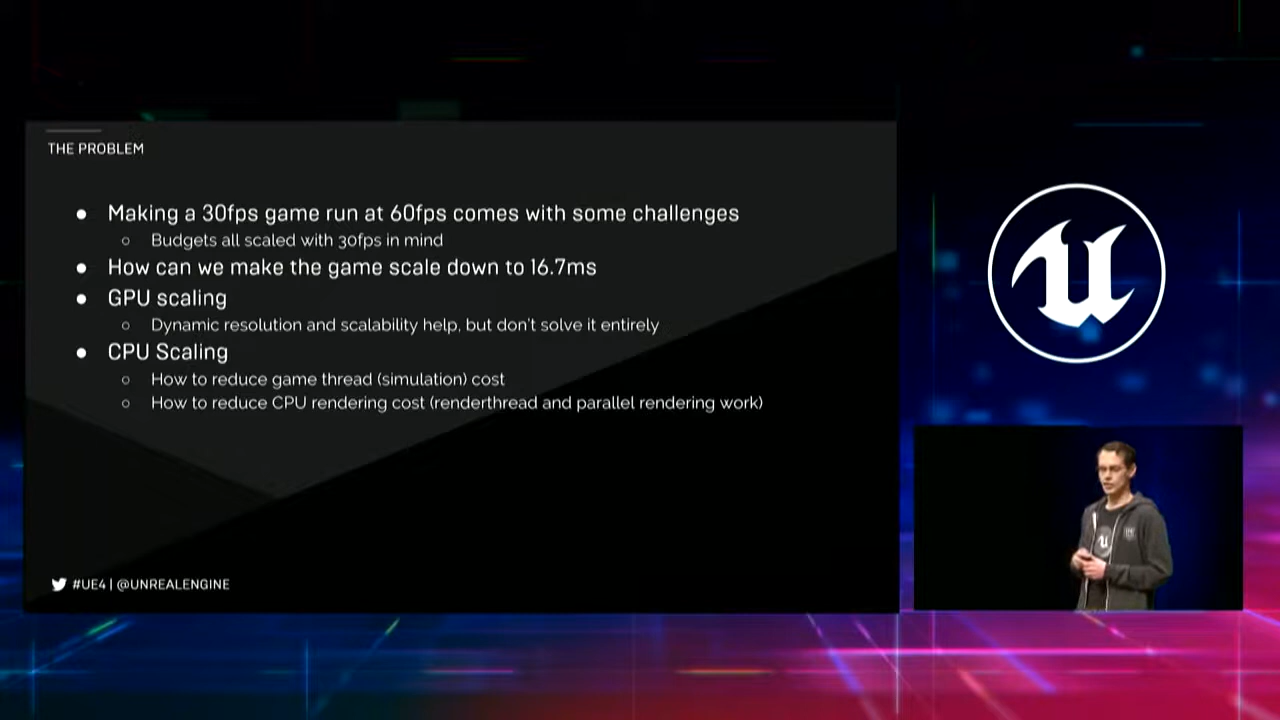 THE PROBLEM
● Making a 30fps game run at 60fps comes with some challenges
○ Budgets all scaled with 30fps in mind
● How can we make the game scale down to 16.7ms
● GPU scaling
○ Dynamic resolution and scalability help, but don't solve it entirely
● CPU Scaling
○ How to reduce game thread (simulation) cost
○ How to reduce CPU rendering cost (renderthread and parallel rendering work)
#UE4 | @UNREALENGINE